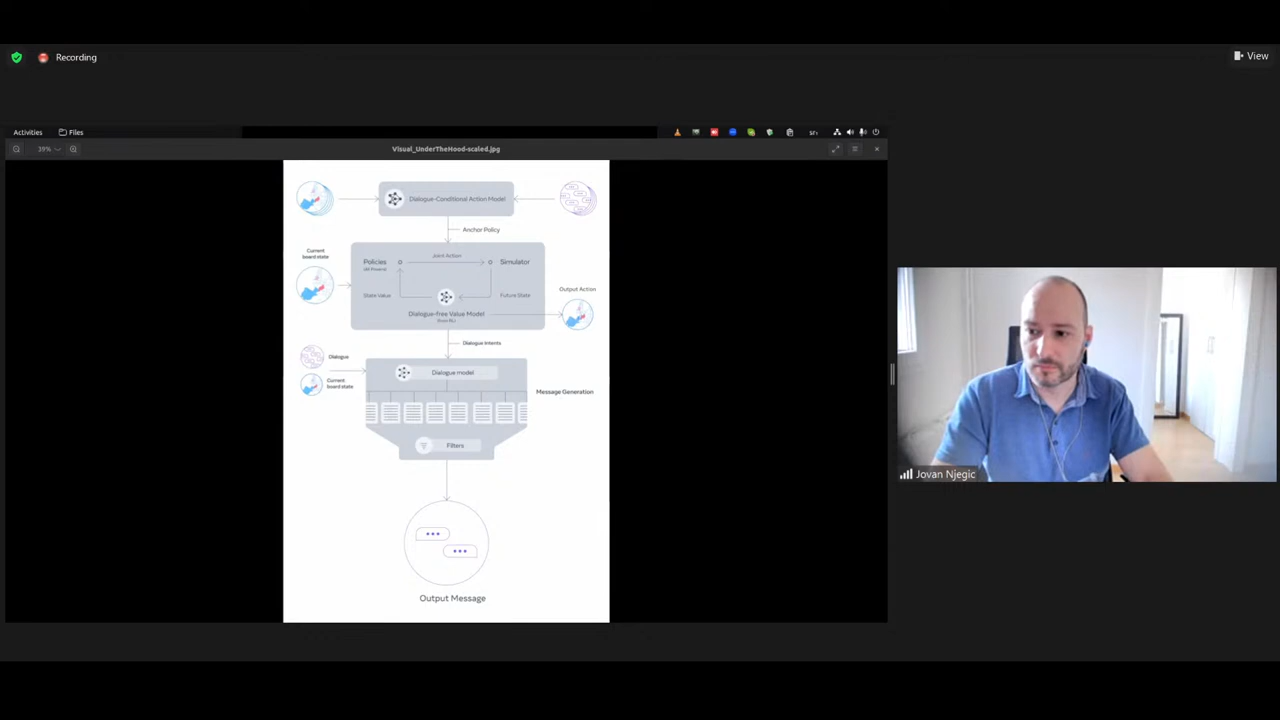 Recording
View
Activities
Files
39%
Visual_UnderTheHood-scaled.jpg
Dialogue-Conditional Action Model
Anchor Policy
Current
board state
Policies
Joint Action
Simulator
State Value
Future State
Output Action
Dialogue-free Value Model
Dialogue Intents
Dialogue
Current
board state
Dialogue model
Message Generation
Filters
Output Message
Jovan Njegic